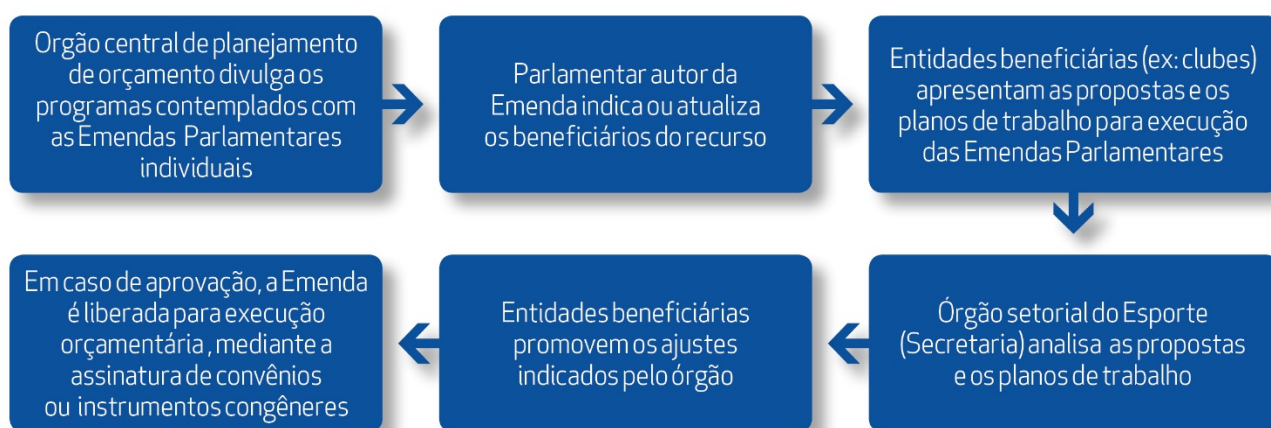 Orgão central de planejamento
de orçamento divulga os
programas contemplados com
as Emendas Parlamentares
individuais
Parlamentar autor da
Emenda indica ou atualiza
os beneficiários do recurso
Entidades beneficiárias (ex: clubes)
apresentam as propostas e os
planos de trabalho para execução
das Emendas Parlamentares
Órgão setorial do Esporte
(Secretaria) analisa as propostas
e os planos de trabalho
Entidades beneficiárias
promovem os ajustes
indicados pelo órgão
Em caso de aprovação, a Emenda
é liberada para execução
orçamentária , mediante a
assinatura de convênios
ou instrumentos congêneres